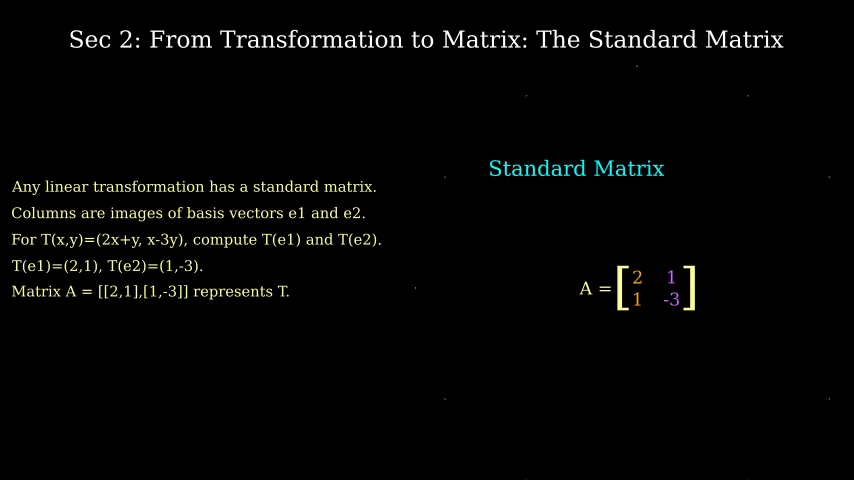 Sec 2: From Transformation to Matrix: The Standard Matrix
Any linear transformation has a standard matrix.
Columns are images of basis vectors e1 and e2.
For T(x,y)=(2x+y, x-3y), compute T(e1) and T(e2).
T(e1)=(2,1), T(e2)=(1,-3).
Matrix A = [[2,1],[1,-3]] represents T.
Standard Matrix
A = [2 1
1 -3]